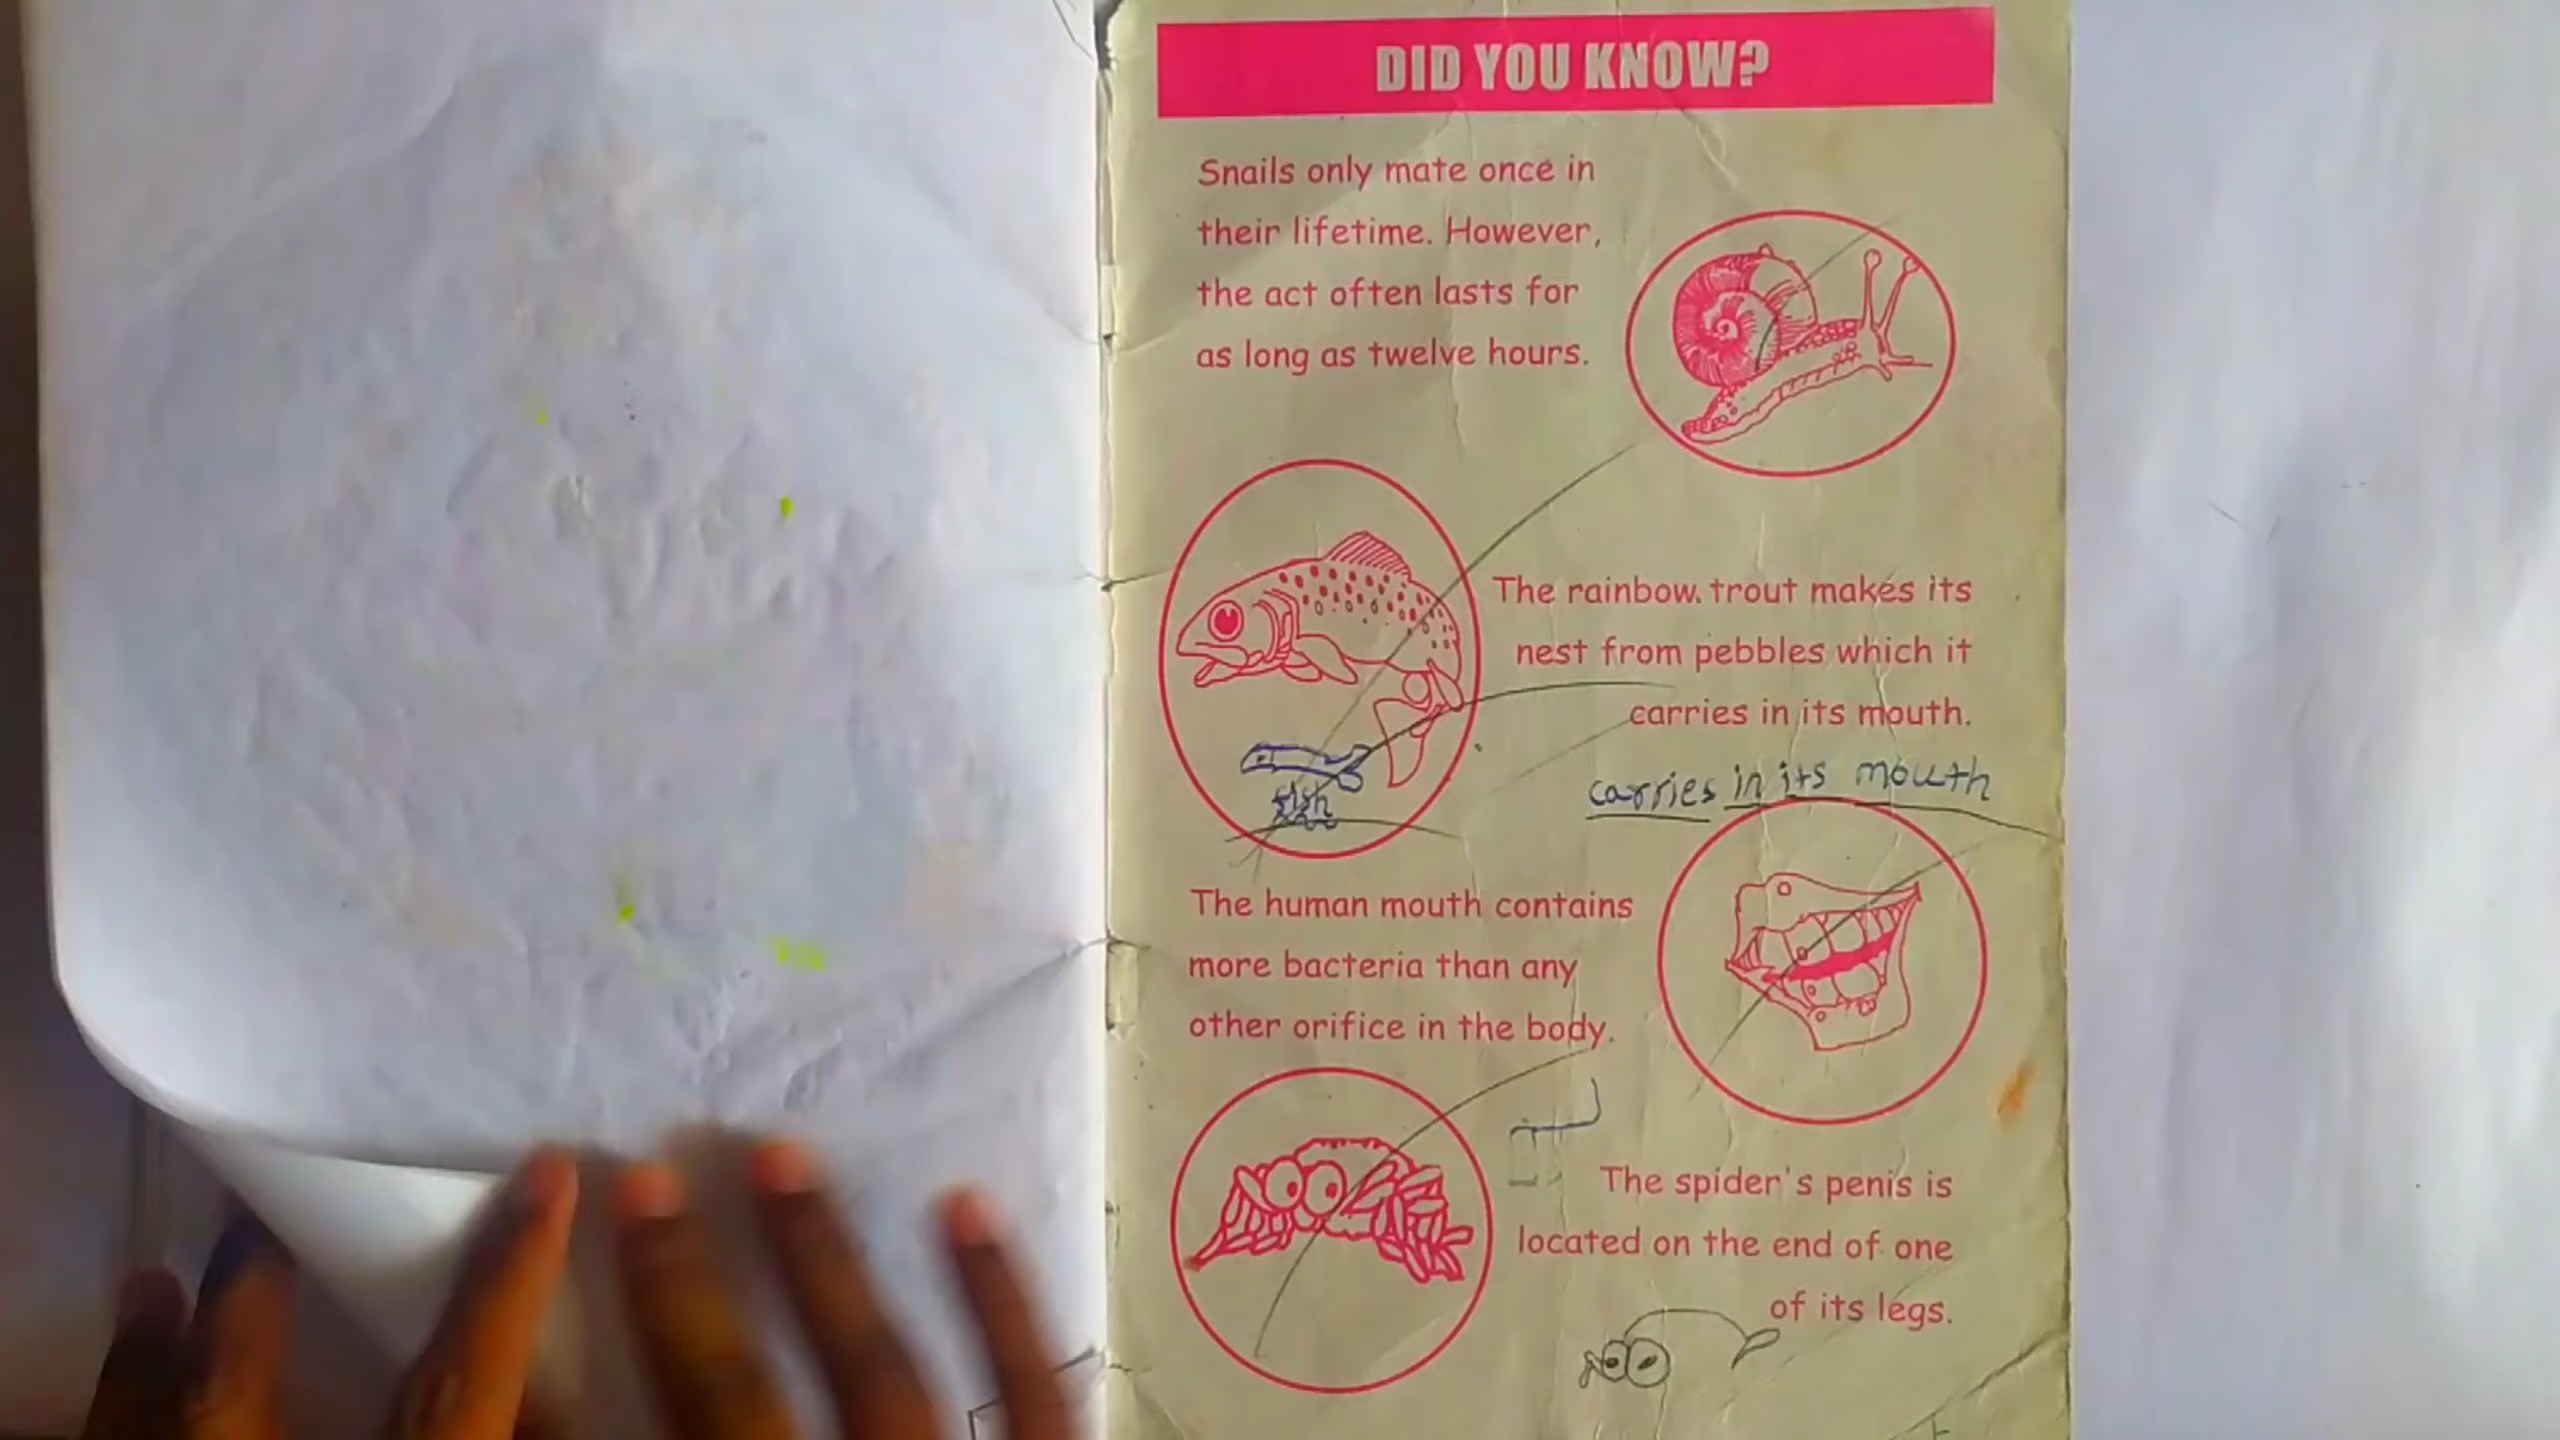 DID YOU KNOW?
Snails only mate once in
their lifetime. However,
the act often lasts for
as long as twelve hours.
The rainbow trout makes its
nest from pebbles which it
carries in its mouth.
carries in its mouth
fish
The human mouth contains
more bacteria than any
other orifice in the body.
The spider's penis is
located on the end of one
of its legs.